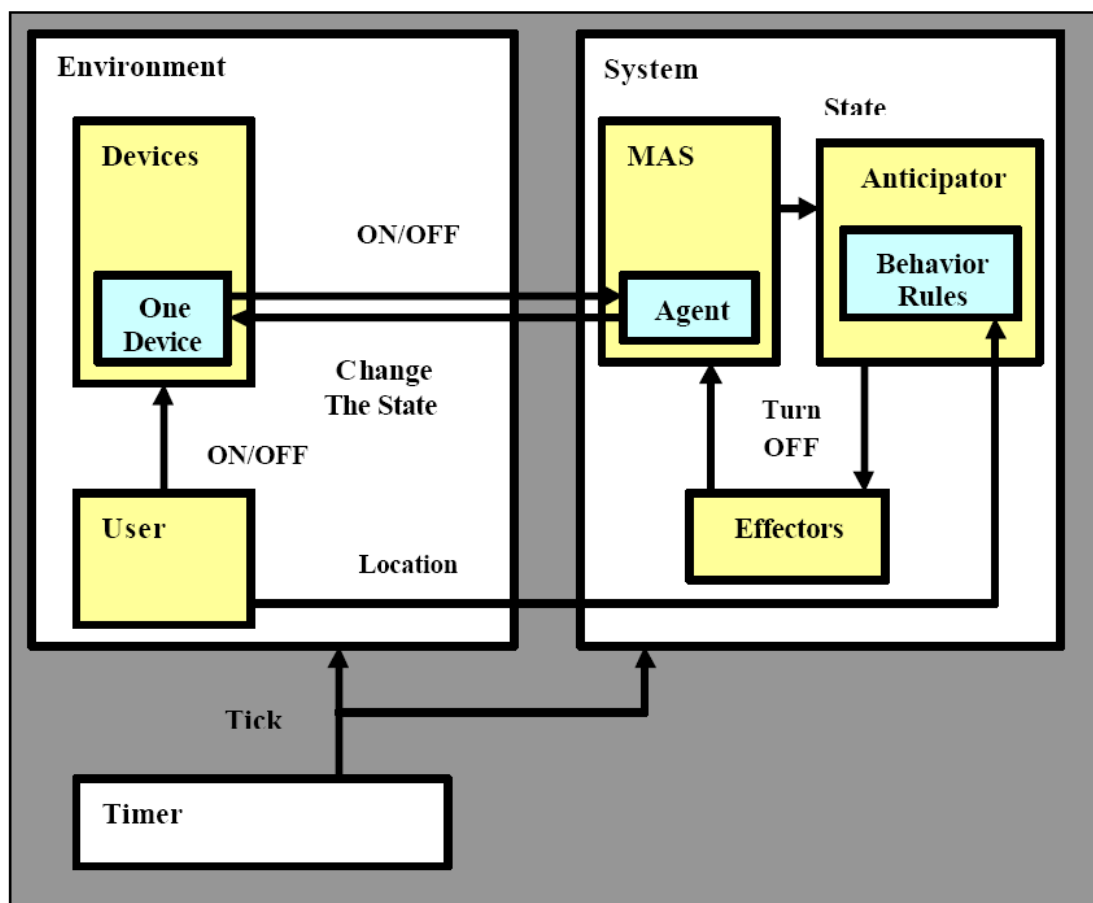 Environment
System
State
Devices
MAS
Anticipator
ON/OFF
Behavior
Rules
One
Device
Agent
Change
The State
Turn
OFF
ON/OFF
User
Effectors
Location
Tick
Timer